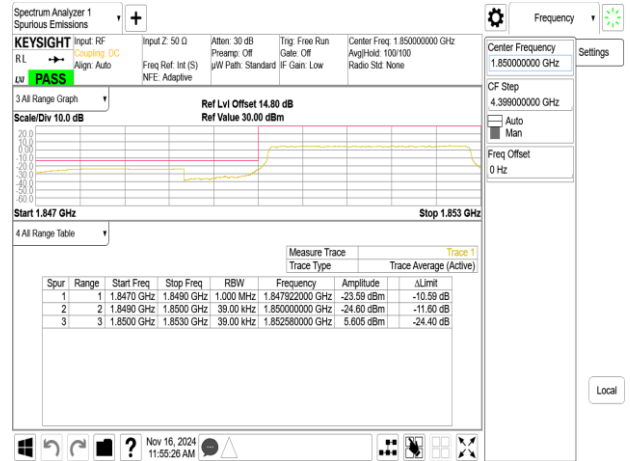 Spectrum Analyzer 1
Spurious Emissions
Frequency
KEYSIGHT
RL
LXI
PASS
Input: RF
Coupling: DC
Align: Auto
Input Z: 50 Ω
Freq Ref: Int (S)
NFE: Adaptive
Atten: 30 dB
Preamp: Off
µW Path: Standard
Trig: Free Run
Gate: Off
IF Gain: Low
Center Freq: 1.850000000 GHz
Avg|Hold: 100/100
Radio Std: None
Center Frequency
1.850000000 GHz
Settings
CF Step
4.399000000 GHz
Auto
Man
Freq Offset
0 Hz
3 All Range Graph
Scale/Div 10.0 dB
Ref Lvl Offset 14.80 dB
Ref Value 30.00 dBm
20.0
10.0
0.00
-10.0
-20.0
-30.0
-40.0
-50.0
-60.0
Start 1.847 GHz
Stop 1.853 GHz
4 All Range Table
Measure Trace Trace 1
Trace Type Trace Average (Active)
Spur Range Start Freq Stop Freq RBW Frequency Amplitude ΔLimit
1 1 1.8470 GHz 1.8490 GHz 1.000 MHz 1.847922000 GHz -23.59 dBm -10.59 dB
2 2 1.8490 GHz 1.8500 GHz 39.00 kHz 1.850000000 GHz -24.60 dBm -11.60 dB
3 3 1.8500 GHz 1.8530 GHz 39.00 kHz 1.852580000 GHz 5.605 dBm -24.40 dB
Local
?
Nov 16, 2024
11:55:26 AM